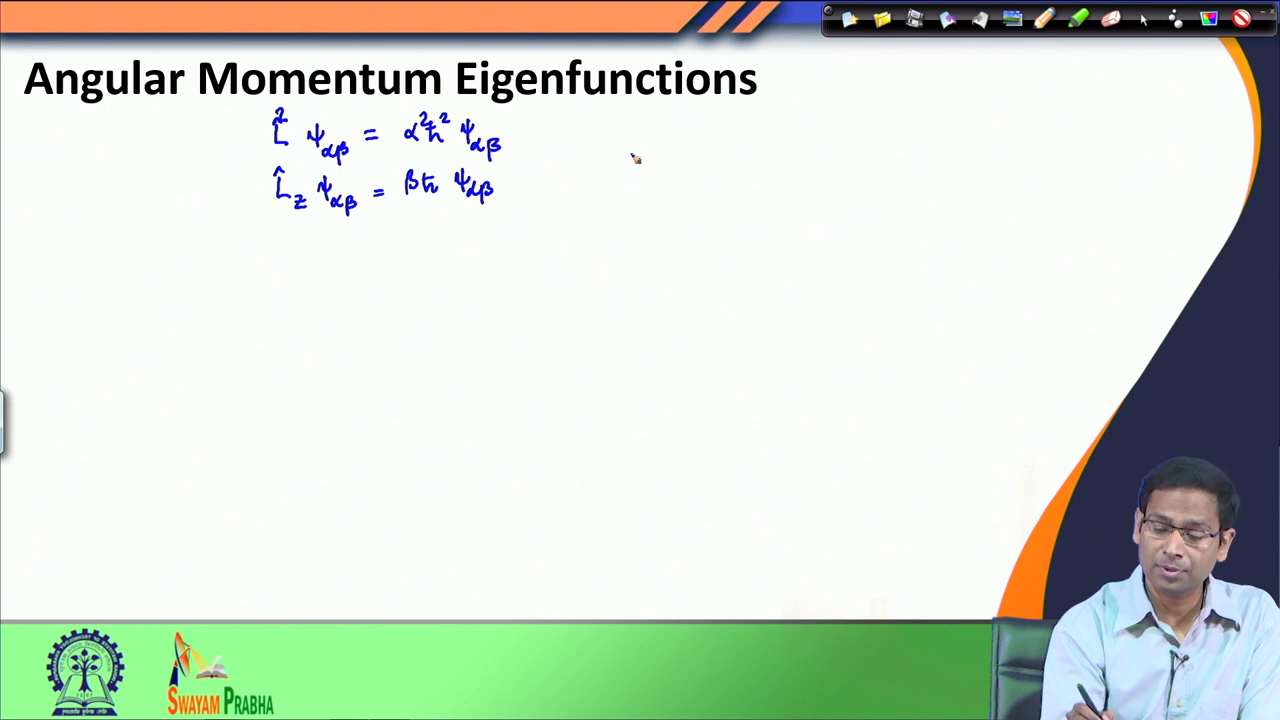 Angular Momentum Eigenfunctions
L̂² ψ_αβ = α²ħ² ψ_αβ
L̂_z ψ_αβ = βħ ψ_αβ
SWAYAM PRABHA